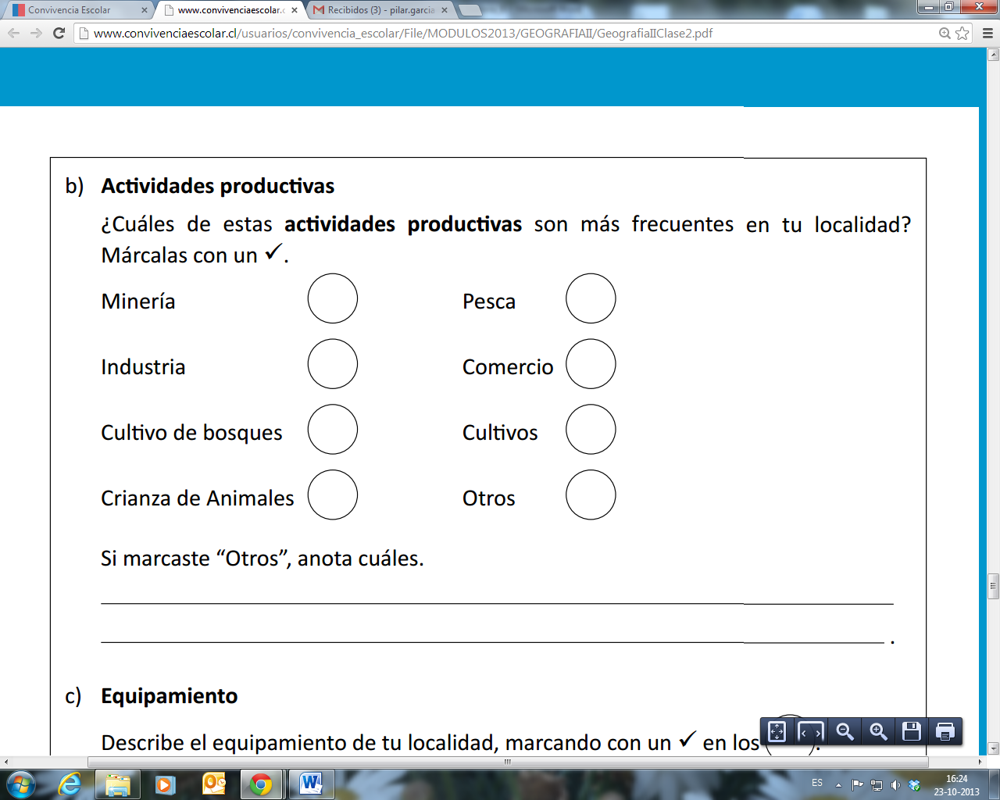 Convivencia Escolar
www.convivenciaescolar.c
Recibidos (3) - pilar.garcia
www.convivenciaescolar.cl/usuarios/convivencia_escolar/File/MODULOS2013/GEOGRAFIAII/GeografiaIIClase2.pdf
b) Actividades productivas
¿Cuáles de estas actividades productivas son más frecuentes en tu localidad?
Márcalas con un ✓.
Minería Pesca
Industria Comercio
Cultivo de bosques Cultivos
Crianza de Animales Otros
Si marcaste “Otros”, anota cuáles.
.
c) Equipamiento
Describe el equipamiento de tu localidad, marcando con un ✓ en los .
ES
16:24
23-10-2013